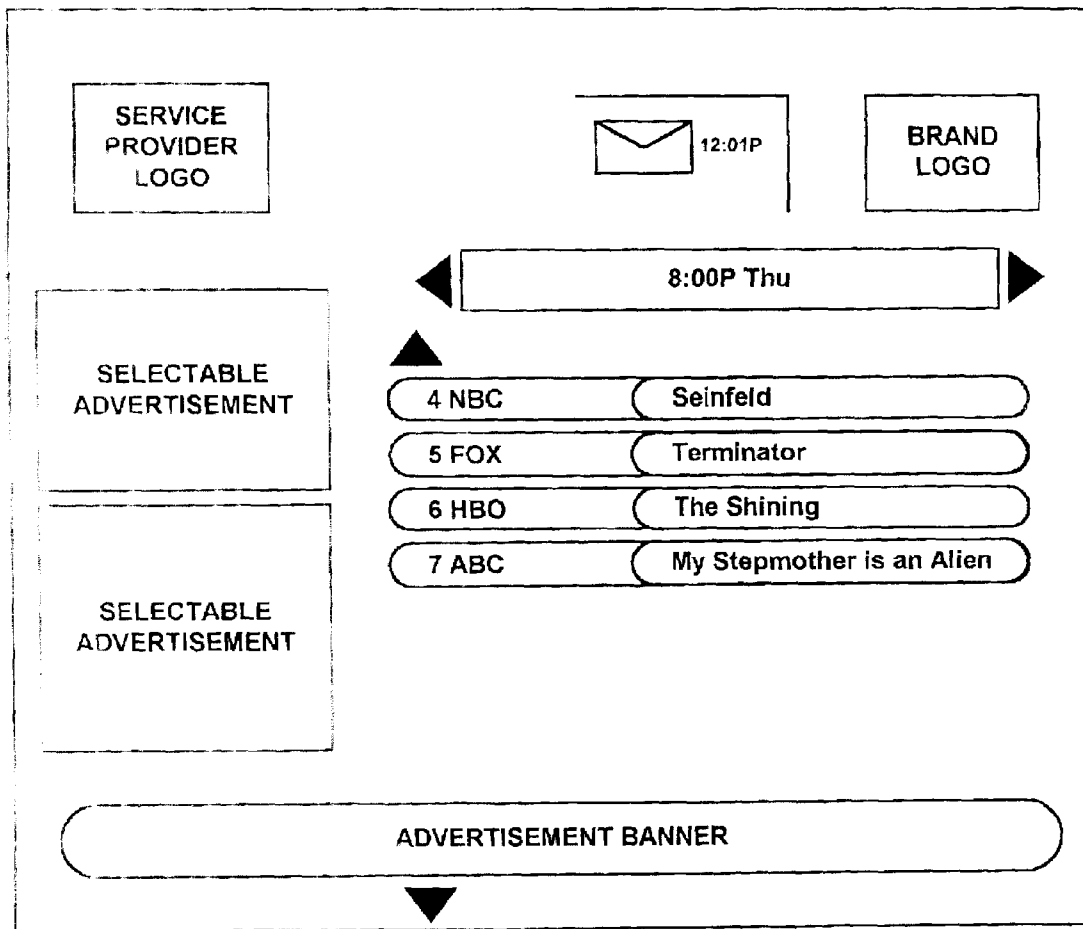 SERVICE
PROVIDER
LOGO
12:01P
BRAND
LOGO
8:00P Thu
SELECTABLE
ADVERTISEMENT
4 NBC Seinfeld
5 FOX Terminator
6 HBO The Shining
7 ABC My Stepmother is an Alien
SELECTABLE
ADVERTISEMENT
ADVERTISEMENT BANNER